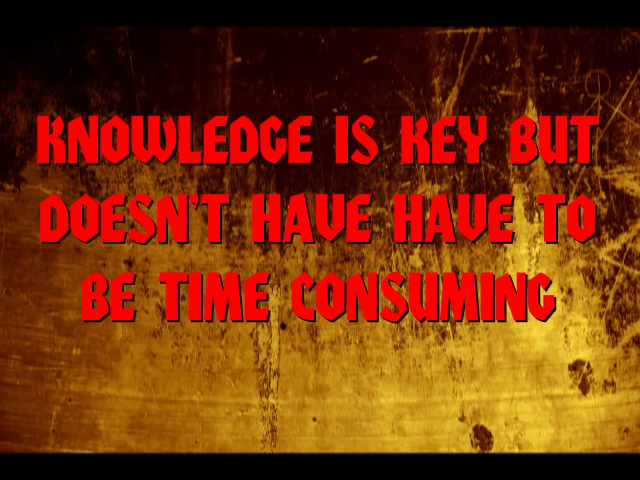 KNOWLEDGE IS KEY BUT
DOESN'T HAVE HAVE TO
BE TIME CONSUMING